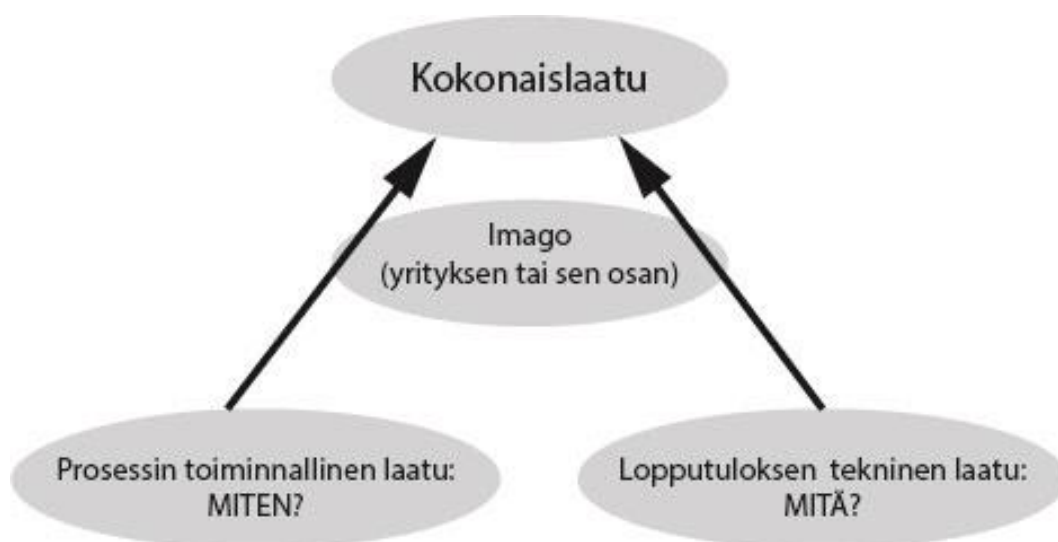 Kokonaislaatu
Imago
(yrityksen tai sen osan)
Prosessin toiminnallinen laatu:
MITEN?
Lopputuloksen tekninen laatu:
MITÄ?